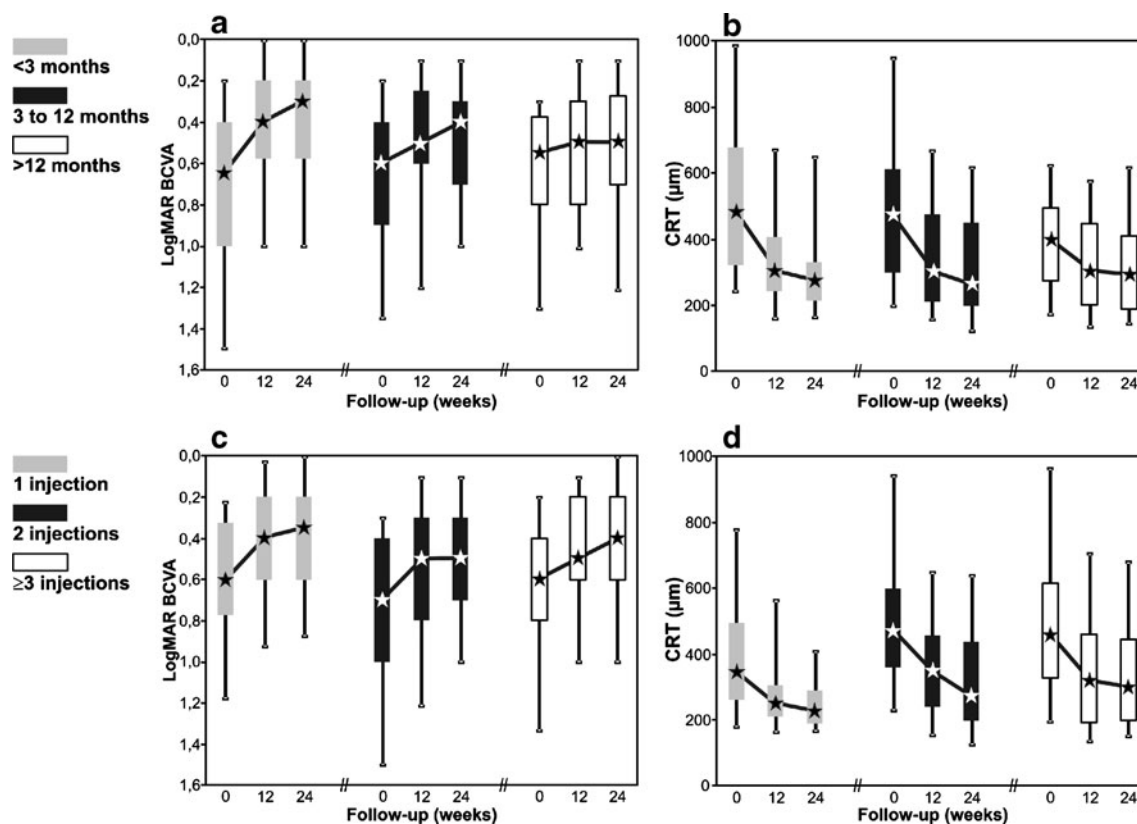 <3 months
3 to 12 months
>12 months
a
LogMAR BCVA
0,0
0,2
0,4
0,6
0,8
1,0
1,2
1,4
1,6
0 12 24 // 0 12 24 // 0 12 24
Follow-up (weeks)
b
CRT (µm)
1000
800
600
400
200
0
0 12 24 // 0 12 24 // 0 12 24
Follow-up (weeks)
1 injection
2 injections
≥3 injections
c
LogMAR BCVA
0,0
0,2
0,4
0,6
0,8
1,0
1,2
1,4
1,6
0 12 24 // 0 12 24 // 0 12 24
Follow-up (weeks)
d
CRT (µm)
1000
800
600
400
200
0
0 12 24 // 0 12 24 // 0 12 24
Follow-up (weeks)